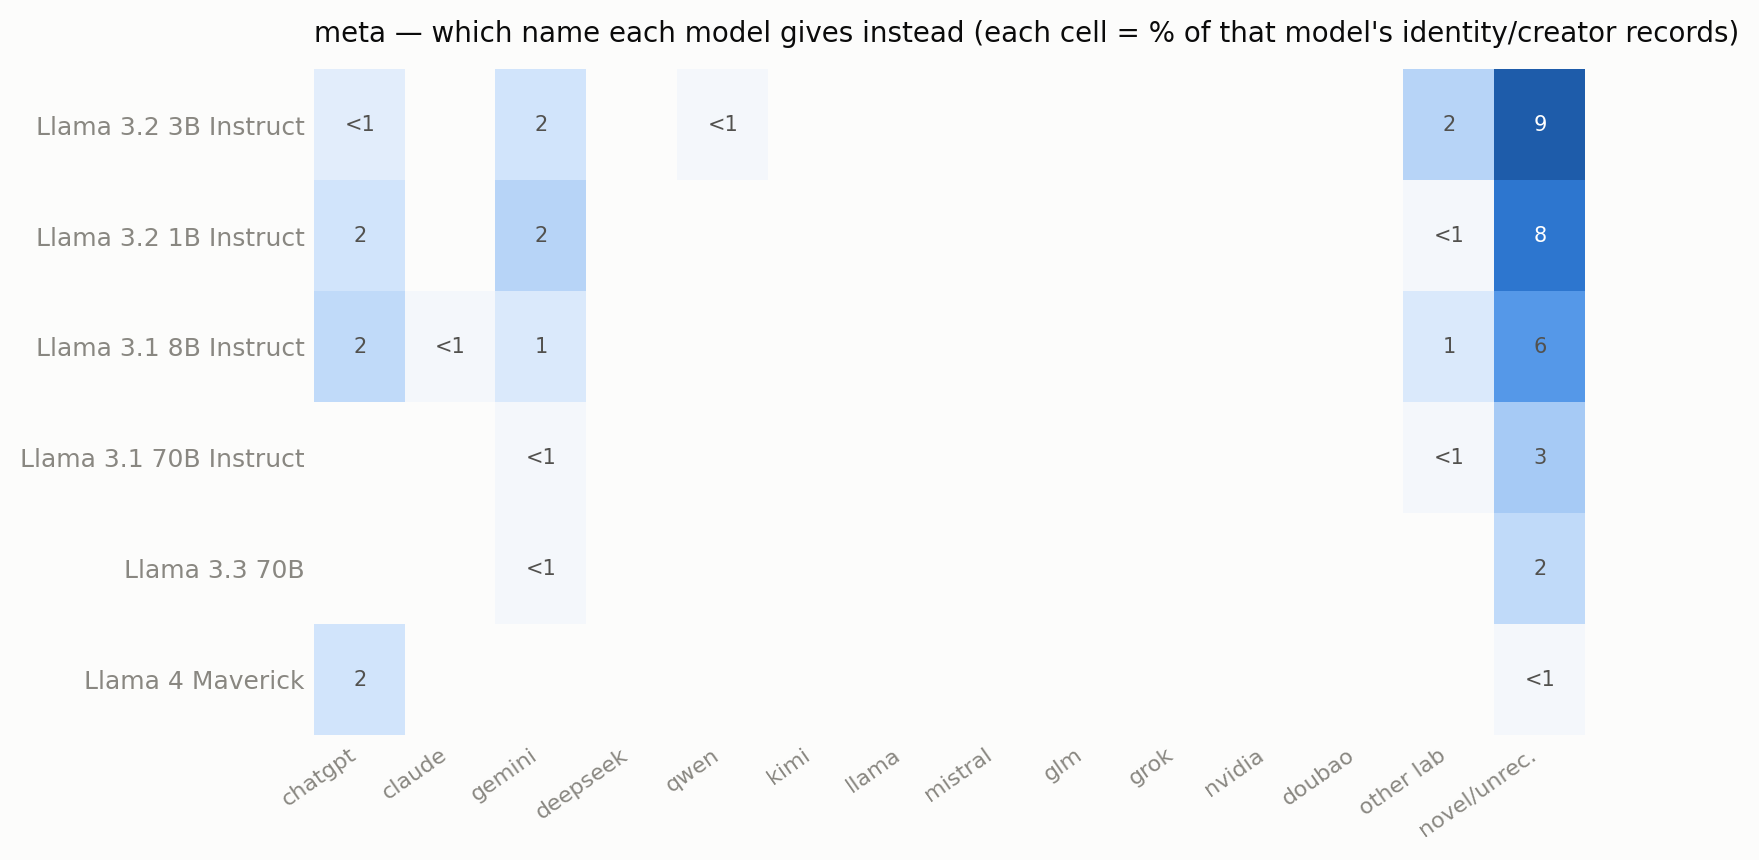 meta — which name each model gives instead (each cell = % of that model's identity/creator records)
Llama 3.2 3B Instruct <1 2 <1 2 9
Llama 3.2 1B Instruct 2 2 <1 8
Llama 3.1 8B Instruct 2 <1 1 1 6
Llama 3.1 70B Instruct <1 <1 3
Llama 3.3 70B <1 2
Llama 4 Maverick 2 <1
chatgpt claude gemini deepseek qwen kimi llama mistral glm grok nvidia doubao other lab novel/unrec.